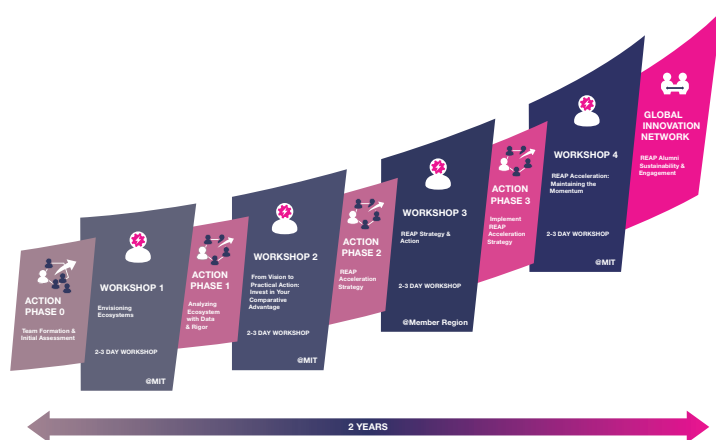 ACTION
PHASE 0
Team Formation &
Initial Assessment
WORKSHOP 1
Envisioning
Ecosystems
2-3 DAY WORKSHOP
@MIT
ACTION
PHASE 1
Analyzing
Ecosystem
with Data
& Rigor
WORKSHOP 2
From Vision to
Practical Action:
Invest in Your
Comparative
Advantage
2-3 DAY WORKSHOP
@MIT
ACTION
PHASE 2
REAP
Acceleration
Strategy
WORKSHOP 3
REAP Strategy &
Action
2-3 DAY WORKSHOP
@Member Region
ACTION
PHASE 3
Implement
REAP
Acceleration
Strategy
WORKSHOP 4
REAP Acceleration:
Maintaining the
Momentum
2-3 DAY WORKSHOP
@MIT
GLOBAL
INNOVATION
NETWORK
REAP Alumni
Sustainability &
Engagement
2 YEARS